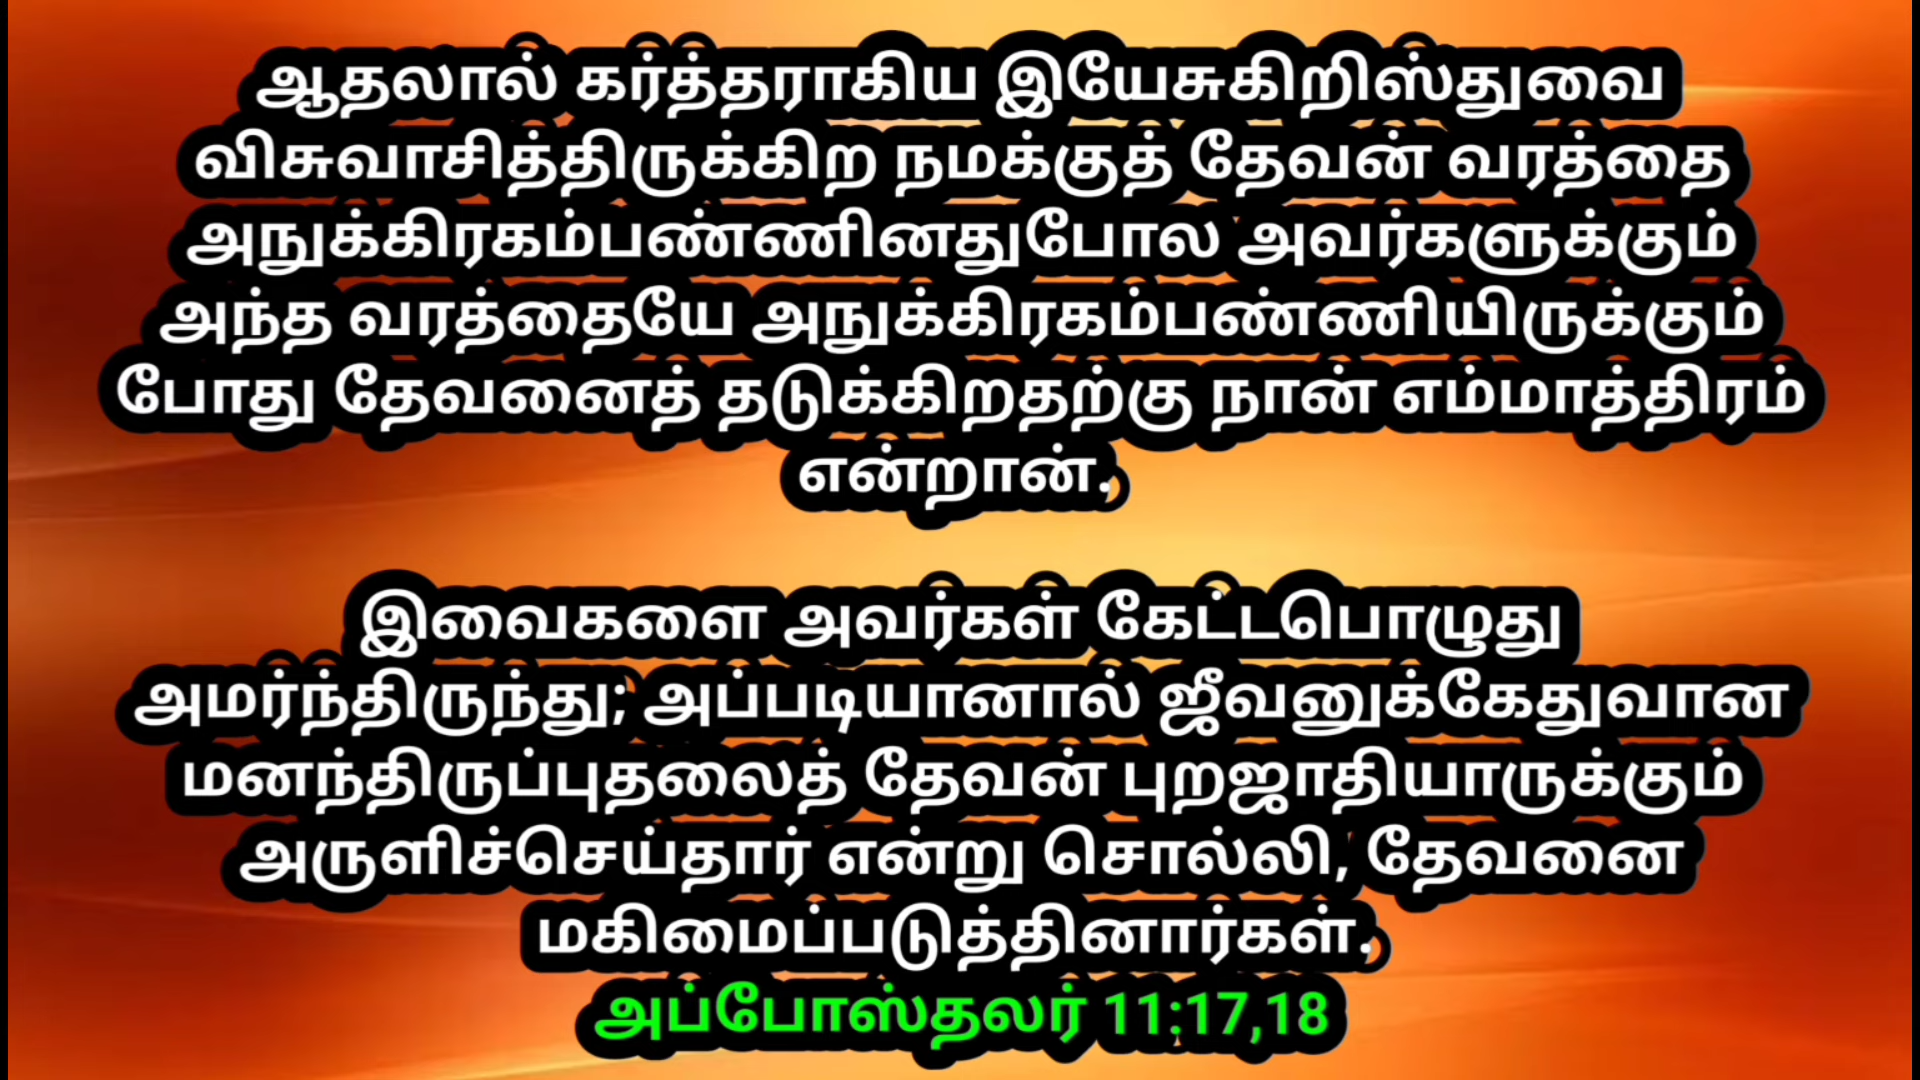 ஆதலால் கர்த்தராகிய இயேசுகிறிஸ்துவை
விசுவாசித்திருக்கிற நமக்குத் தேவன் வரத்தை
அநுக்கிரகம்பண்ணினதுபோல அவர்களுக்கும்
அந்த வரத்தையே அநுக்கிரகம்பண்ணியிருக்கும்
போது தேவனைத் தடுக்கிறதற்கு நான் எம்மாத்திரம்
என்றான்.
இவைகளை அவர்கள் கேட்டபொழுது
அமர்ந்திருந்து; அப்படியானால் ஜீவனுக்கேதுவான
மனந்திருப்புதலைத் தேவன் புறஜாதியாருக்கும்
அருளிச்செய்தார் என்று சொல்லி, தேவனை
மகிமைப்படுத்தினார்கள்.
அப்போஸ்தலர் 11:17,18